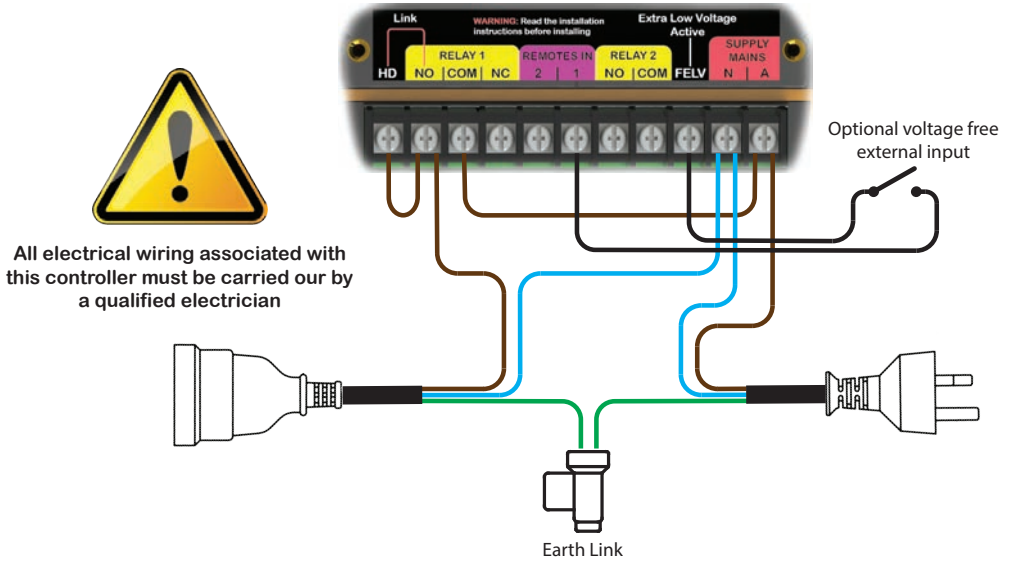 Link
WARNING: Read the installation
instructions before installing
Extra Low Voltage
Active
RELAY 1
REMOTES IN
RELAY 2
SUPPLY
MAINS
HD NO COM NC 2 1 NO COM FELV N A
Optional voltage free
external input
All electrical wiring associated with
this controller must be carried our by
a qualified electrician
Earth Link